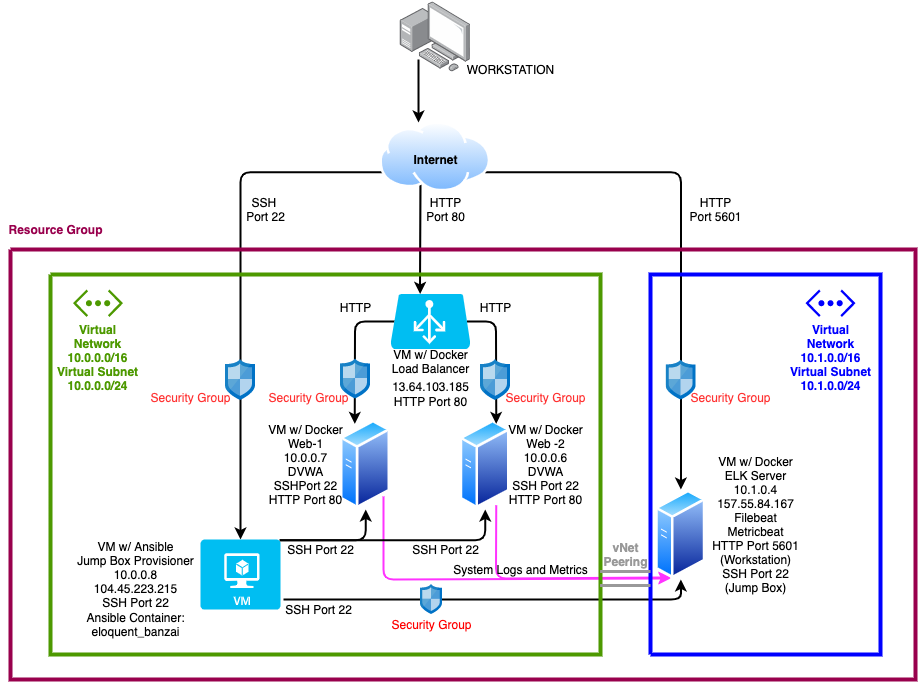 WORKSTATION
Internet
SSH
Port 22
HTTP
Port 80
HTTP
Port 5601
Resource Group
Virtual
Network
10.0.0.0/16
Virtual Subnet
10.0.0.0/24
HTTP
HTTP
Virtual
Network
10.1.0.0/16
Virtual Subnet
10.1.0.0/24
VM w/ Docker
Load Balancer
13.64.103.185
HTTP Port 80
Security Group
Security Group
Security Group
Security Group
VM w/ Docker
Web-1
10.0.0.7
DVWA
SSHPort 22
HTTP Port 80
VM w/ Docker
Web -2
10.0.0.6
DVWA
SSH Port 22
HTTP Port 80
VM w/ Docker
ELK Server
10.1.0.4
157.55.84.167
Filebeat
Metricbeat
HTTP Port 5601
(Workstation)
SSH Port 22
(Jump Box)
VM w/ Ansible
Jump Box Provisioner
10.0.0.8
104.45.223.215
SSH Port 22
Ansible Container:
eloquent_banzai
VM
SSH Port 22
SSH Port 22
vNet
Peering
System Logs and Metrics
SSH Port 22
Security Group